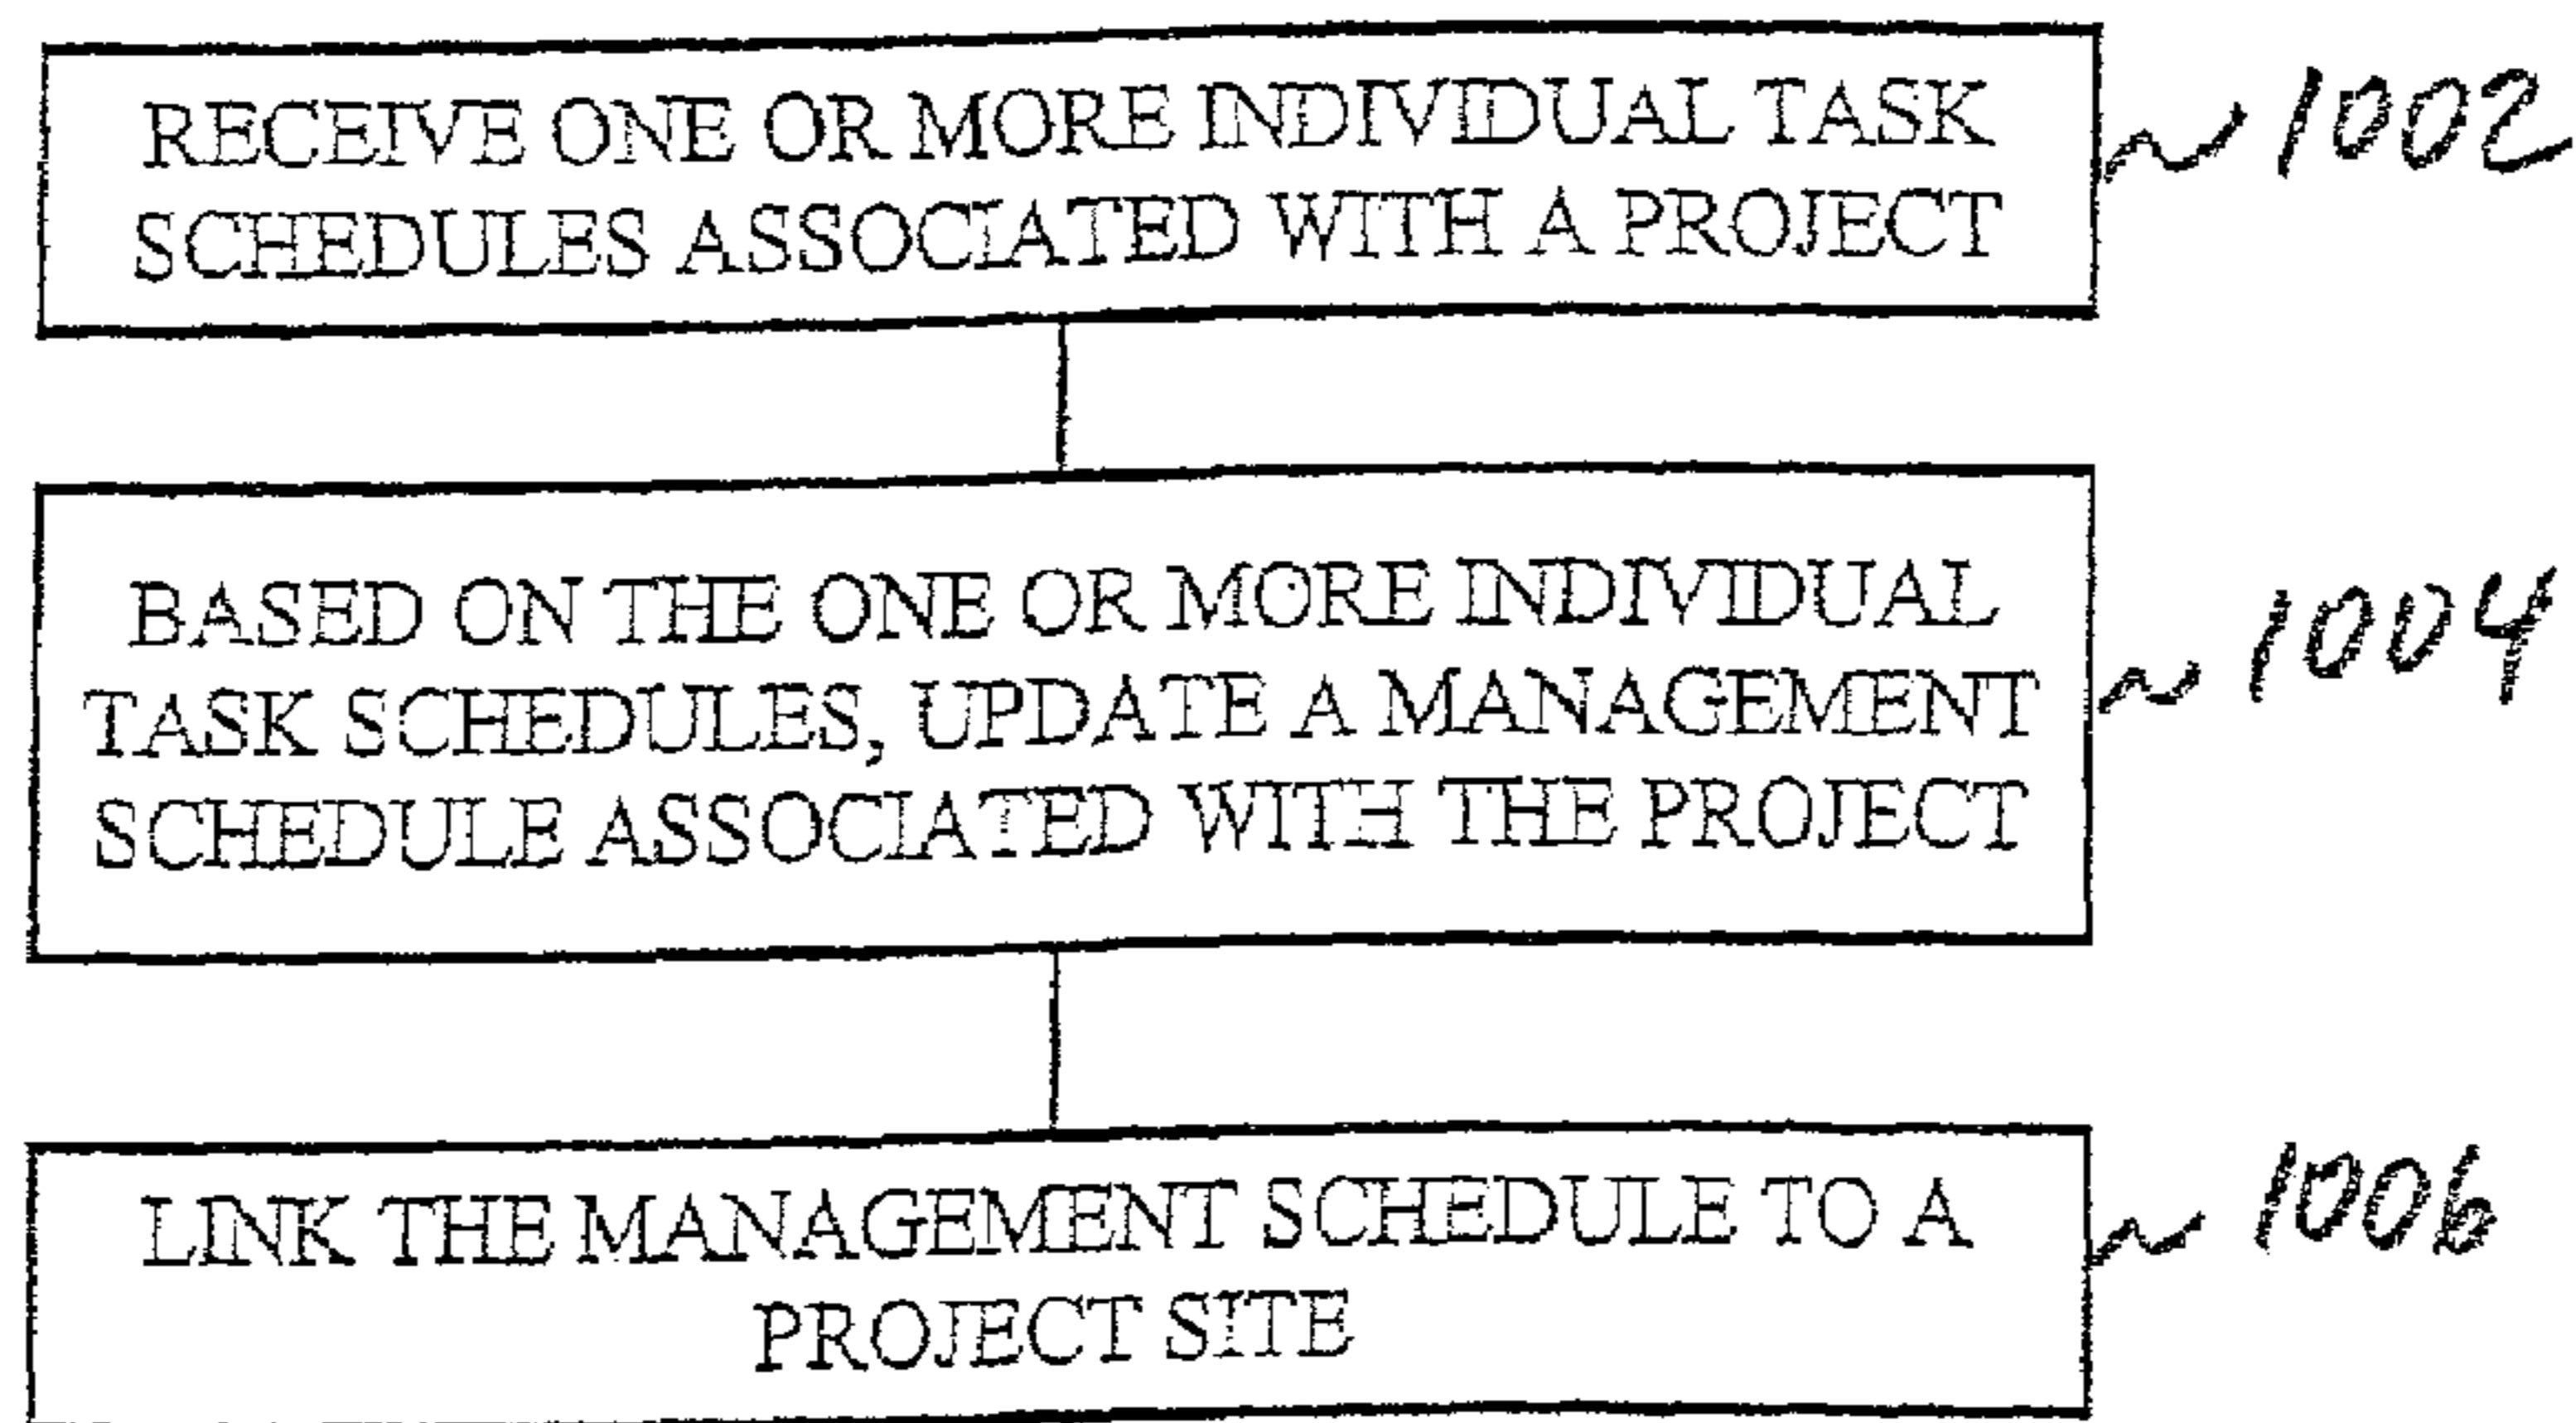 RECEIVE ONE OR MORE INDIVIDUAL TASK
SCHEDULES ASSOCIATED WITH A PROJECT
1002
BASED ON THE ONE OR MORE INDIVIDUAL
TASK SCHEDULES, UPDATE A MANAGEMENT
SCHEDULE ASSOCIATED WITH THE PROJECT
1004
LINK THE MANAGEMENT SCHEDULE TO A
PROJECT SITE
1006